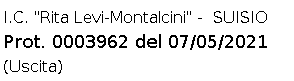 I.C. "Rita Levi-Montalcini" - SUISIO
Prot. 0003962 del 07/05/2021
(Uscita)